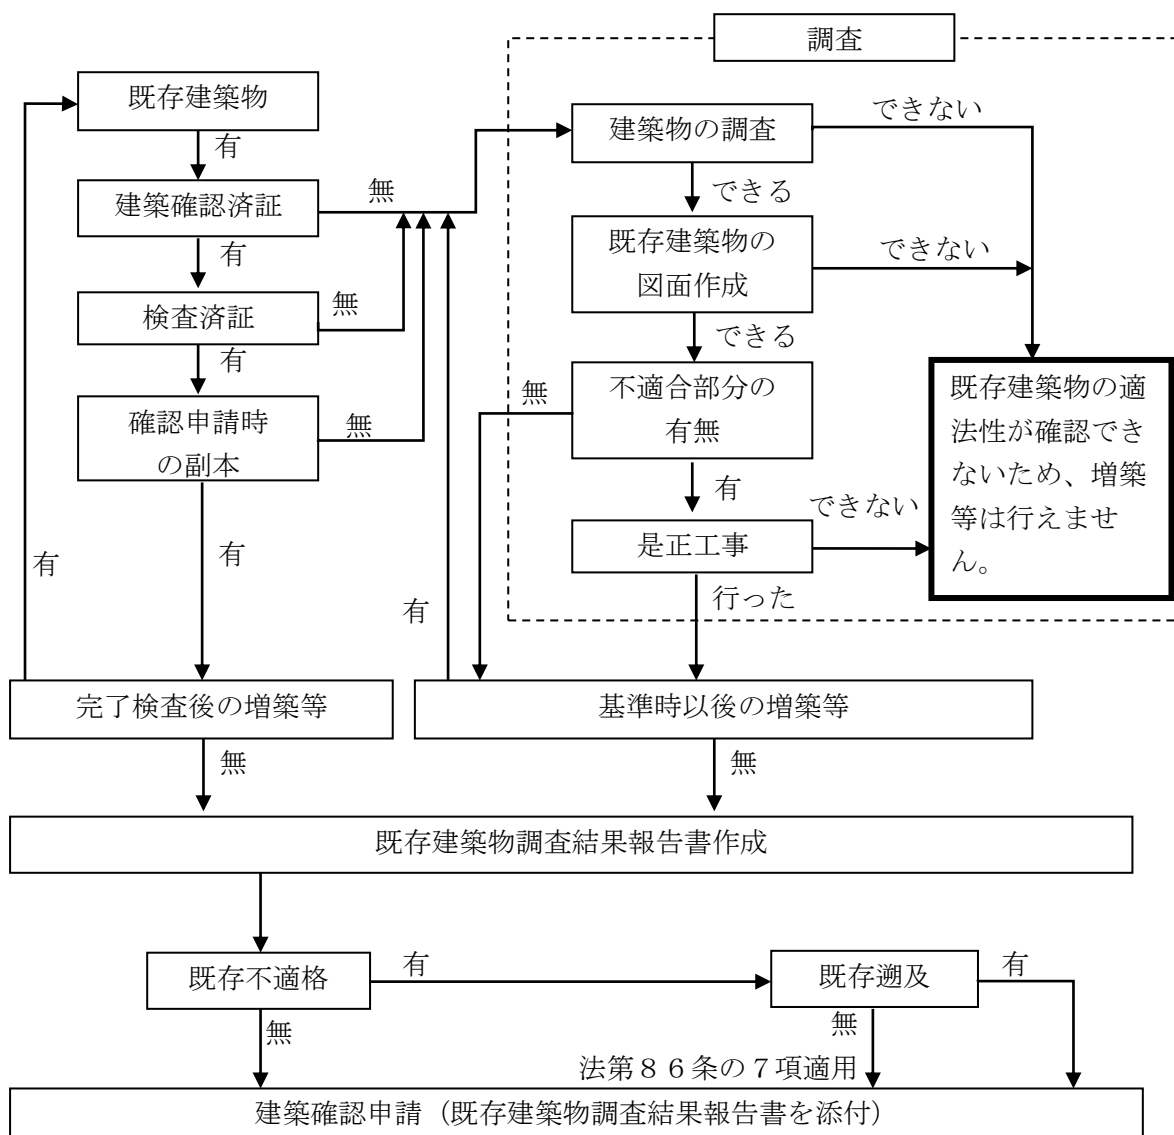 調査
既存建築物
有
建築確認済証
無
有
検査済証
無
有
確認申請時
の副本
無
有
有
完了検査後の増築等
無
建築物の調査
できない
できる
既存建築物の
図面作成
できない
できる
不適合部分の
有無
無
有
是正工事
できない
行った
既存建築物の適
法性が確認でき
ないため、増築
等は行えませ
ん。
有
基準時以後の増築等
無
既存建築物調査結果報告書作成
既存不適格
有
無
既存遡及
有
無
法第86条の7項適用
建築確認申請（既存建築物調査結果報告書を添付）